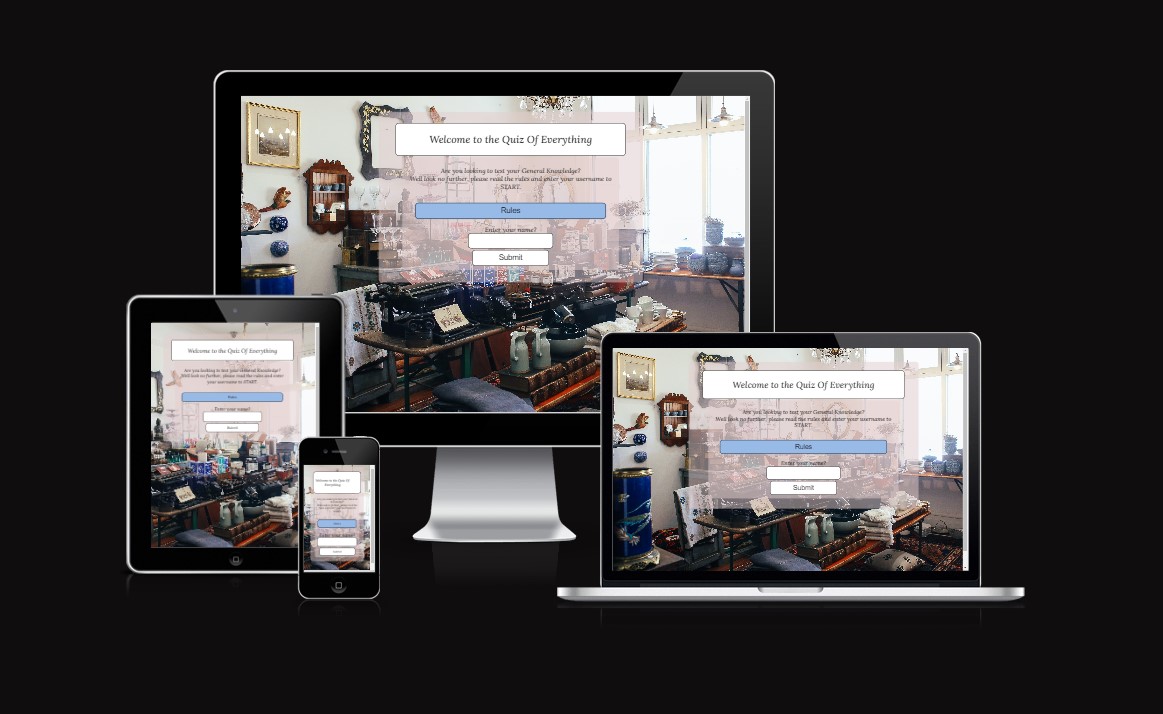 Welcome to the Quiz Of Everything
Are you looking to test your General Knowledge?
Well look no further, please read the rules and enter your username to
START.
Rules
Enter your name?
Submit
Welcome to the Quiz Of Everything
Are you looking to test your General Knowledge?
Well look no further, please read the rules and enter
your username to START.
Rules
Enter your name?
Submit
Welcome to the Quiz Of
Everything
Welcome to the Quiz Of Everything
Are you looking to test your General Knowledge?
Well look no further, please read the rules and enter your username to
START.
Rules
Enter your name?
Submit